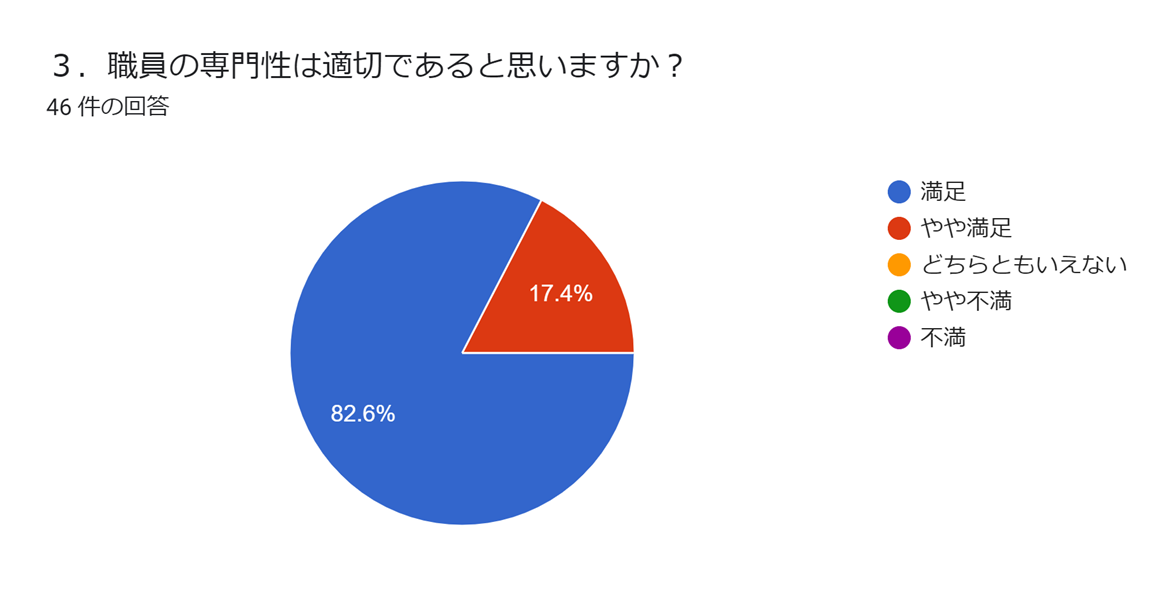 ３．職員の専門性は適切であると思いますか？
46 件の回答
満足
やや満足
どちらともいえない
やや不満
不満
17.4%
82.6%